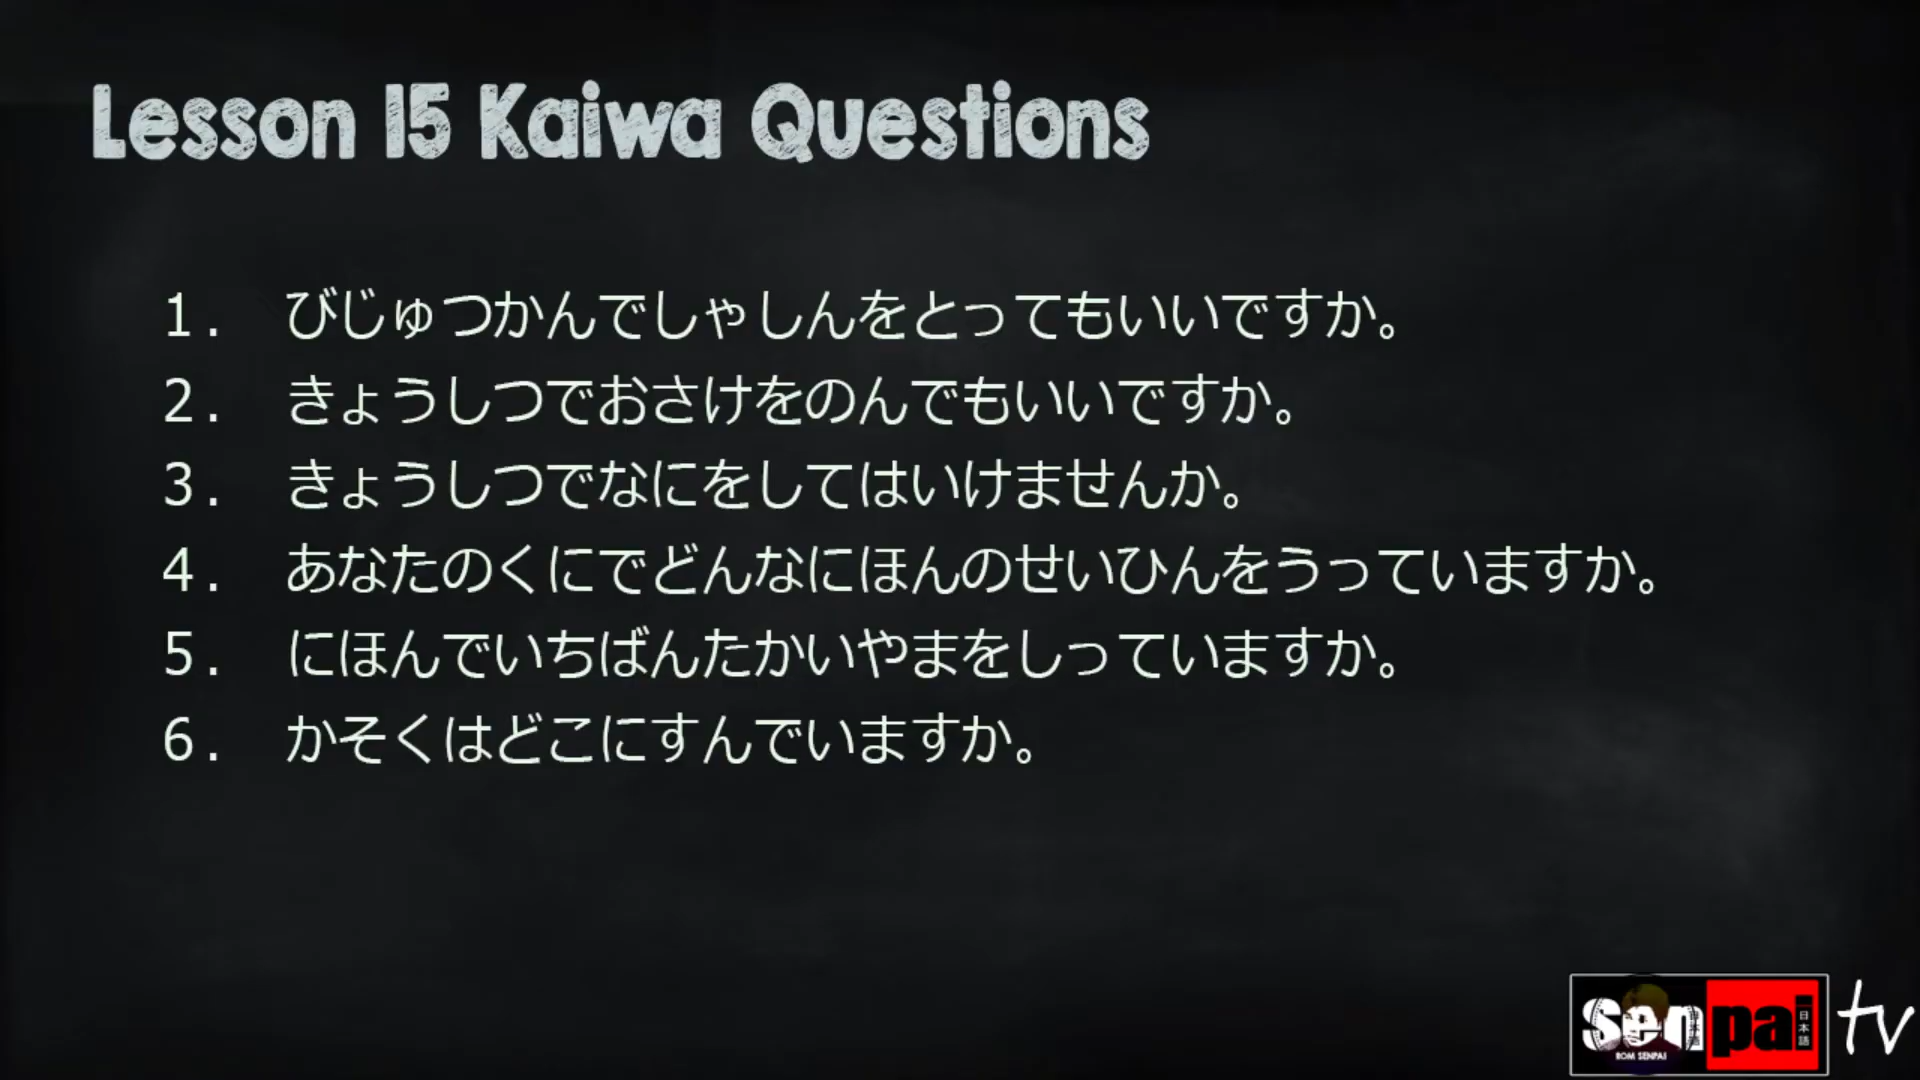 Lesson 15 Kaiwa Questions
1. びじゅつかんでしゃしんをとってもいいですか。
2. きょうしつでおさけをのんでもいいですか。
3. きょうしつでなにをしてはいけませんか。
4. あなたのくにでどんなにほんのせいひんをうっていますか。
5. にほんでいちばんたかいやまをしっていますか。
6. かそくはどこにすんでいますか。
Senpai tv
日本語
ROM SENPAI